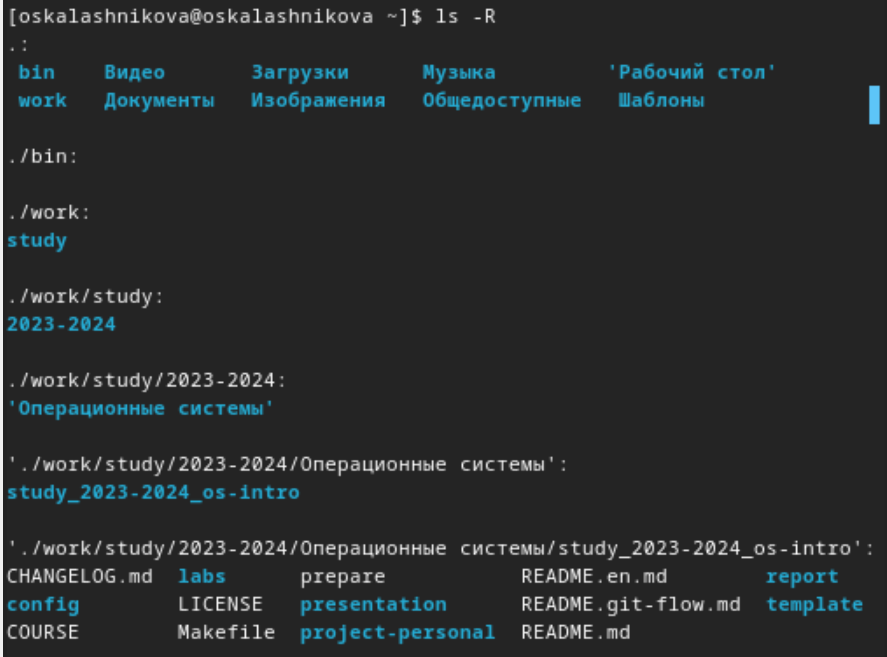 [oskalashnikova@oskalashnikova ~]$ ls -R
.:
bin Видео Загрузки Музыка 'Рабочий стол'
work Документы Изображения Общедоступные Шаблоны
./bin:
./work:
study
./work/study:
2023-2024
./work/study/2023-2024:
'Операционные системы'
'./work/study/2023-2024/Операционные системы':
study_2023-2024_os-intro
'./work/study/2023-2024/Операционные системы/study_2023-2024_os-intro':
CHANGELOG.md labs prepare README.en.md report
config LICENSE presentation README.git-flow.md template
COURSE Makefile project-personal README.md